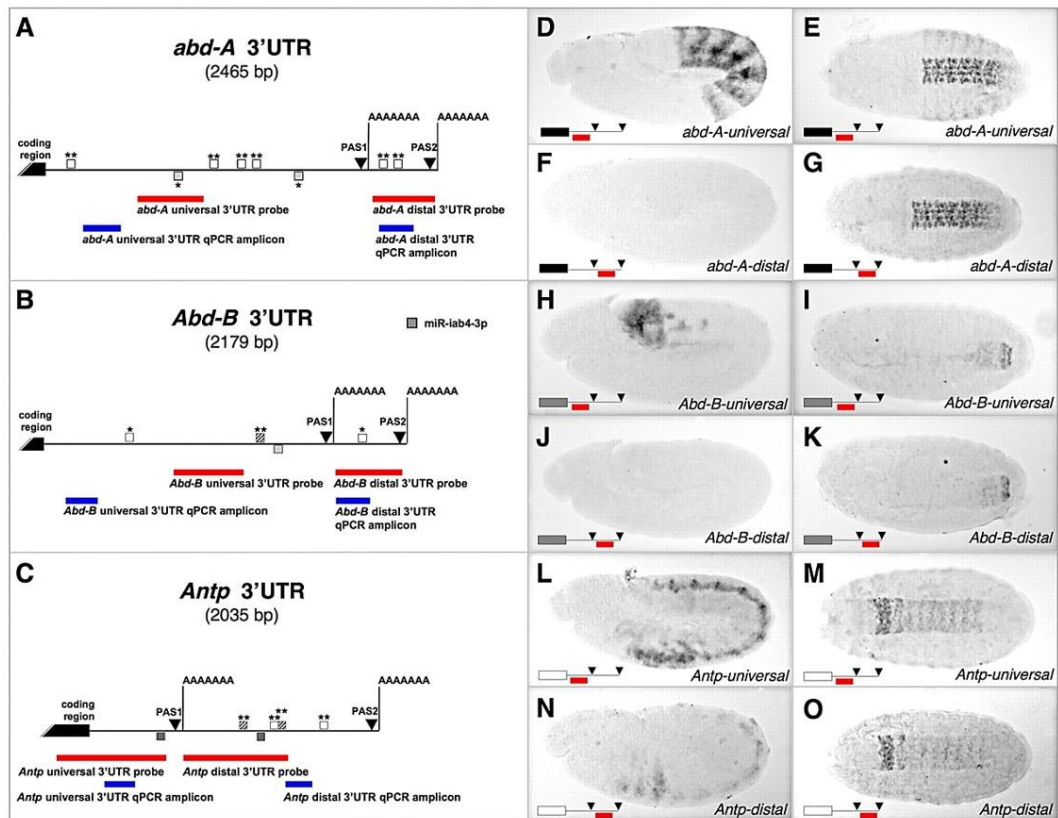 A
abd-A 3'UTR
(2465 bp)
AAAAAAA AAAAAAA
coding
region
** ** ** ** PAS1 ** ** PAS2
* *
abd-A universal 3'UTR probe
abd-A distal 3'UTR probe
abd-A universal 3'UTR qPCR amplicon
abd-A distal 3'UTR
qPCR amplicon
B
Abd-B 3'UTR
(2179 bp)
miR-iab4-3p
AAAAAAA AAAAAAA
coding
region
* ** PAS1 * PAS2
Abd-B universal 3'UTR probe
Abd-B distal 3'UTR probe
Abd-B universal 3'UTR qPCR amplicon
Abd-B distal 3'UTR
qPCR amplicon
C
Antp 3'UTR
(2035 bp)
AAAAAAA AAAAAAA
coding
region
PAS1 ** ** ** ** PAS2
Antp universal 3'UTR probe
Antp distal 3'UTR probe
Antp universal 3'UTR qPCR amplicon
Antp distal 3'UTR qPCR amplicon
D
abd-A-universal
E
abd-A-universal
F
abd-A-distal
G
abd-A-distal
H
Abd-B-universal
I
Abd-B-universal
J
Abd-B-distal
K
Abd-B-distal
L
Antp-universal
M
Antp-universal
N
Antp-distal
O
Antp-distal